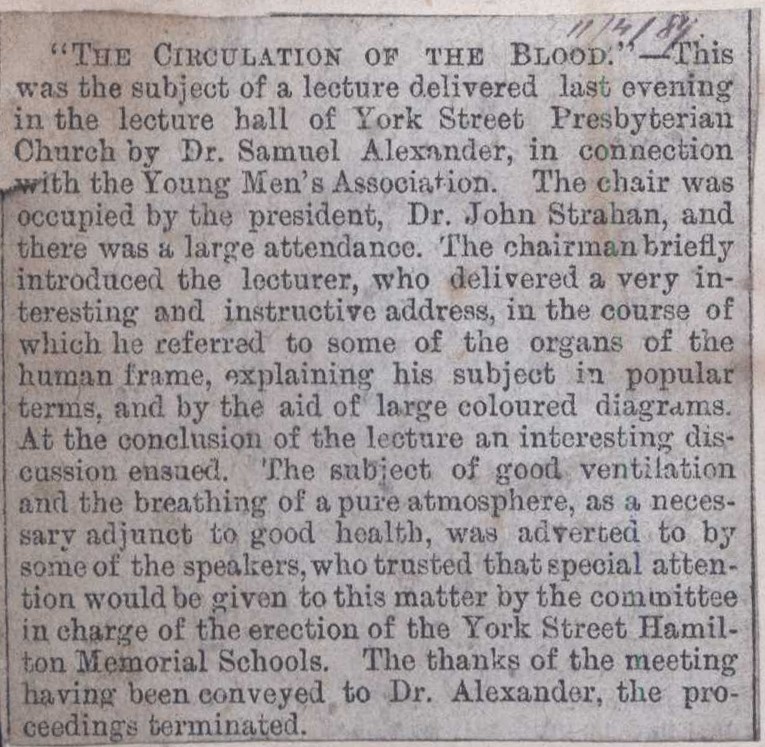 11/4/84
“THE CIRCULATION OF THE BLOOD.”—This
was the subject of a lecture delivered last evening
in the lecture hall of York Street Presbyterian
Church by Dr. Samuel Alexander, in connection
with the Young Men's Association. The chair was
occupied by the president, Dr. John Strahan, and
there was a large attendance. The chairman briefly
introduced the lecturer, who delivered a very in-
teresting and instructive address, in the course of
which he referred to some of the organs of the
human frame, explaining his subject in popular
terms, and by the aid of large coloured diagrams.
At the conclusion of the lecture an interesting dis-
cussion ensued. The subject of good ventilation
and the breathing of a pure atmosphere, as a neces-
sary adjunct to good health, was adverted to by
some of the speakers, who trusted that special atten-
tion would be given to this matter by the committee
in charge of the erection of the York Street Hamil-
ton Memorial Schools. The thanks of the meeting
having been conveyed to Dr. Alexander, the pro-
ceedings terminated.